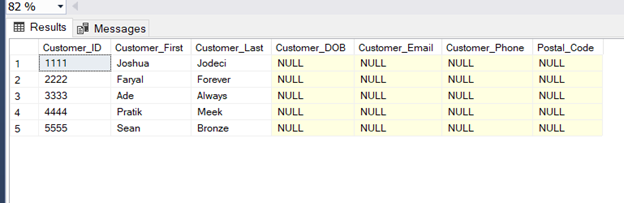 82 %
Results Messages
Customer_ID Customer_First Customer_Last Customer_DOB Customer_Email Customer_Phone Postal_Code
1 1111 Joshua Jodeci NULL NULL NULL NULL
2 2222 Faryal Forever NULL NULL NULL NULL
3 3333 Ade Always NULL NULL NULL NULL
4 4444 Pratik Meek NULL NULL NULL NULL
5 5555 Sean Bronze NULL NULL NULL NULL